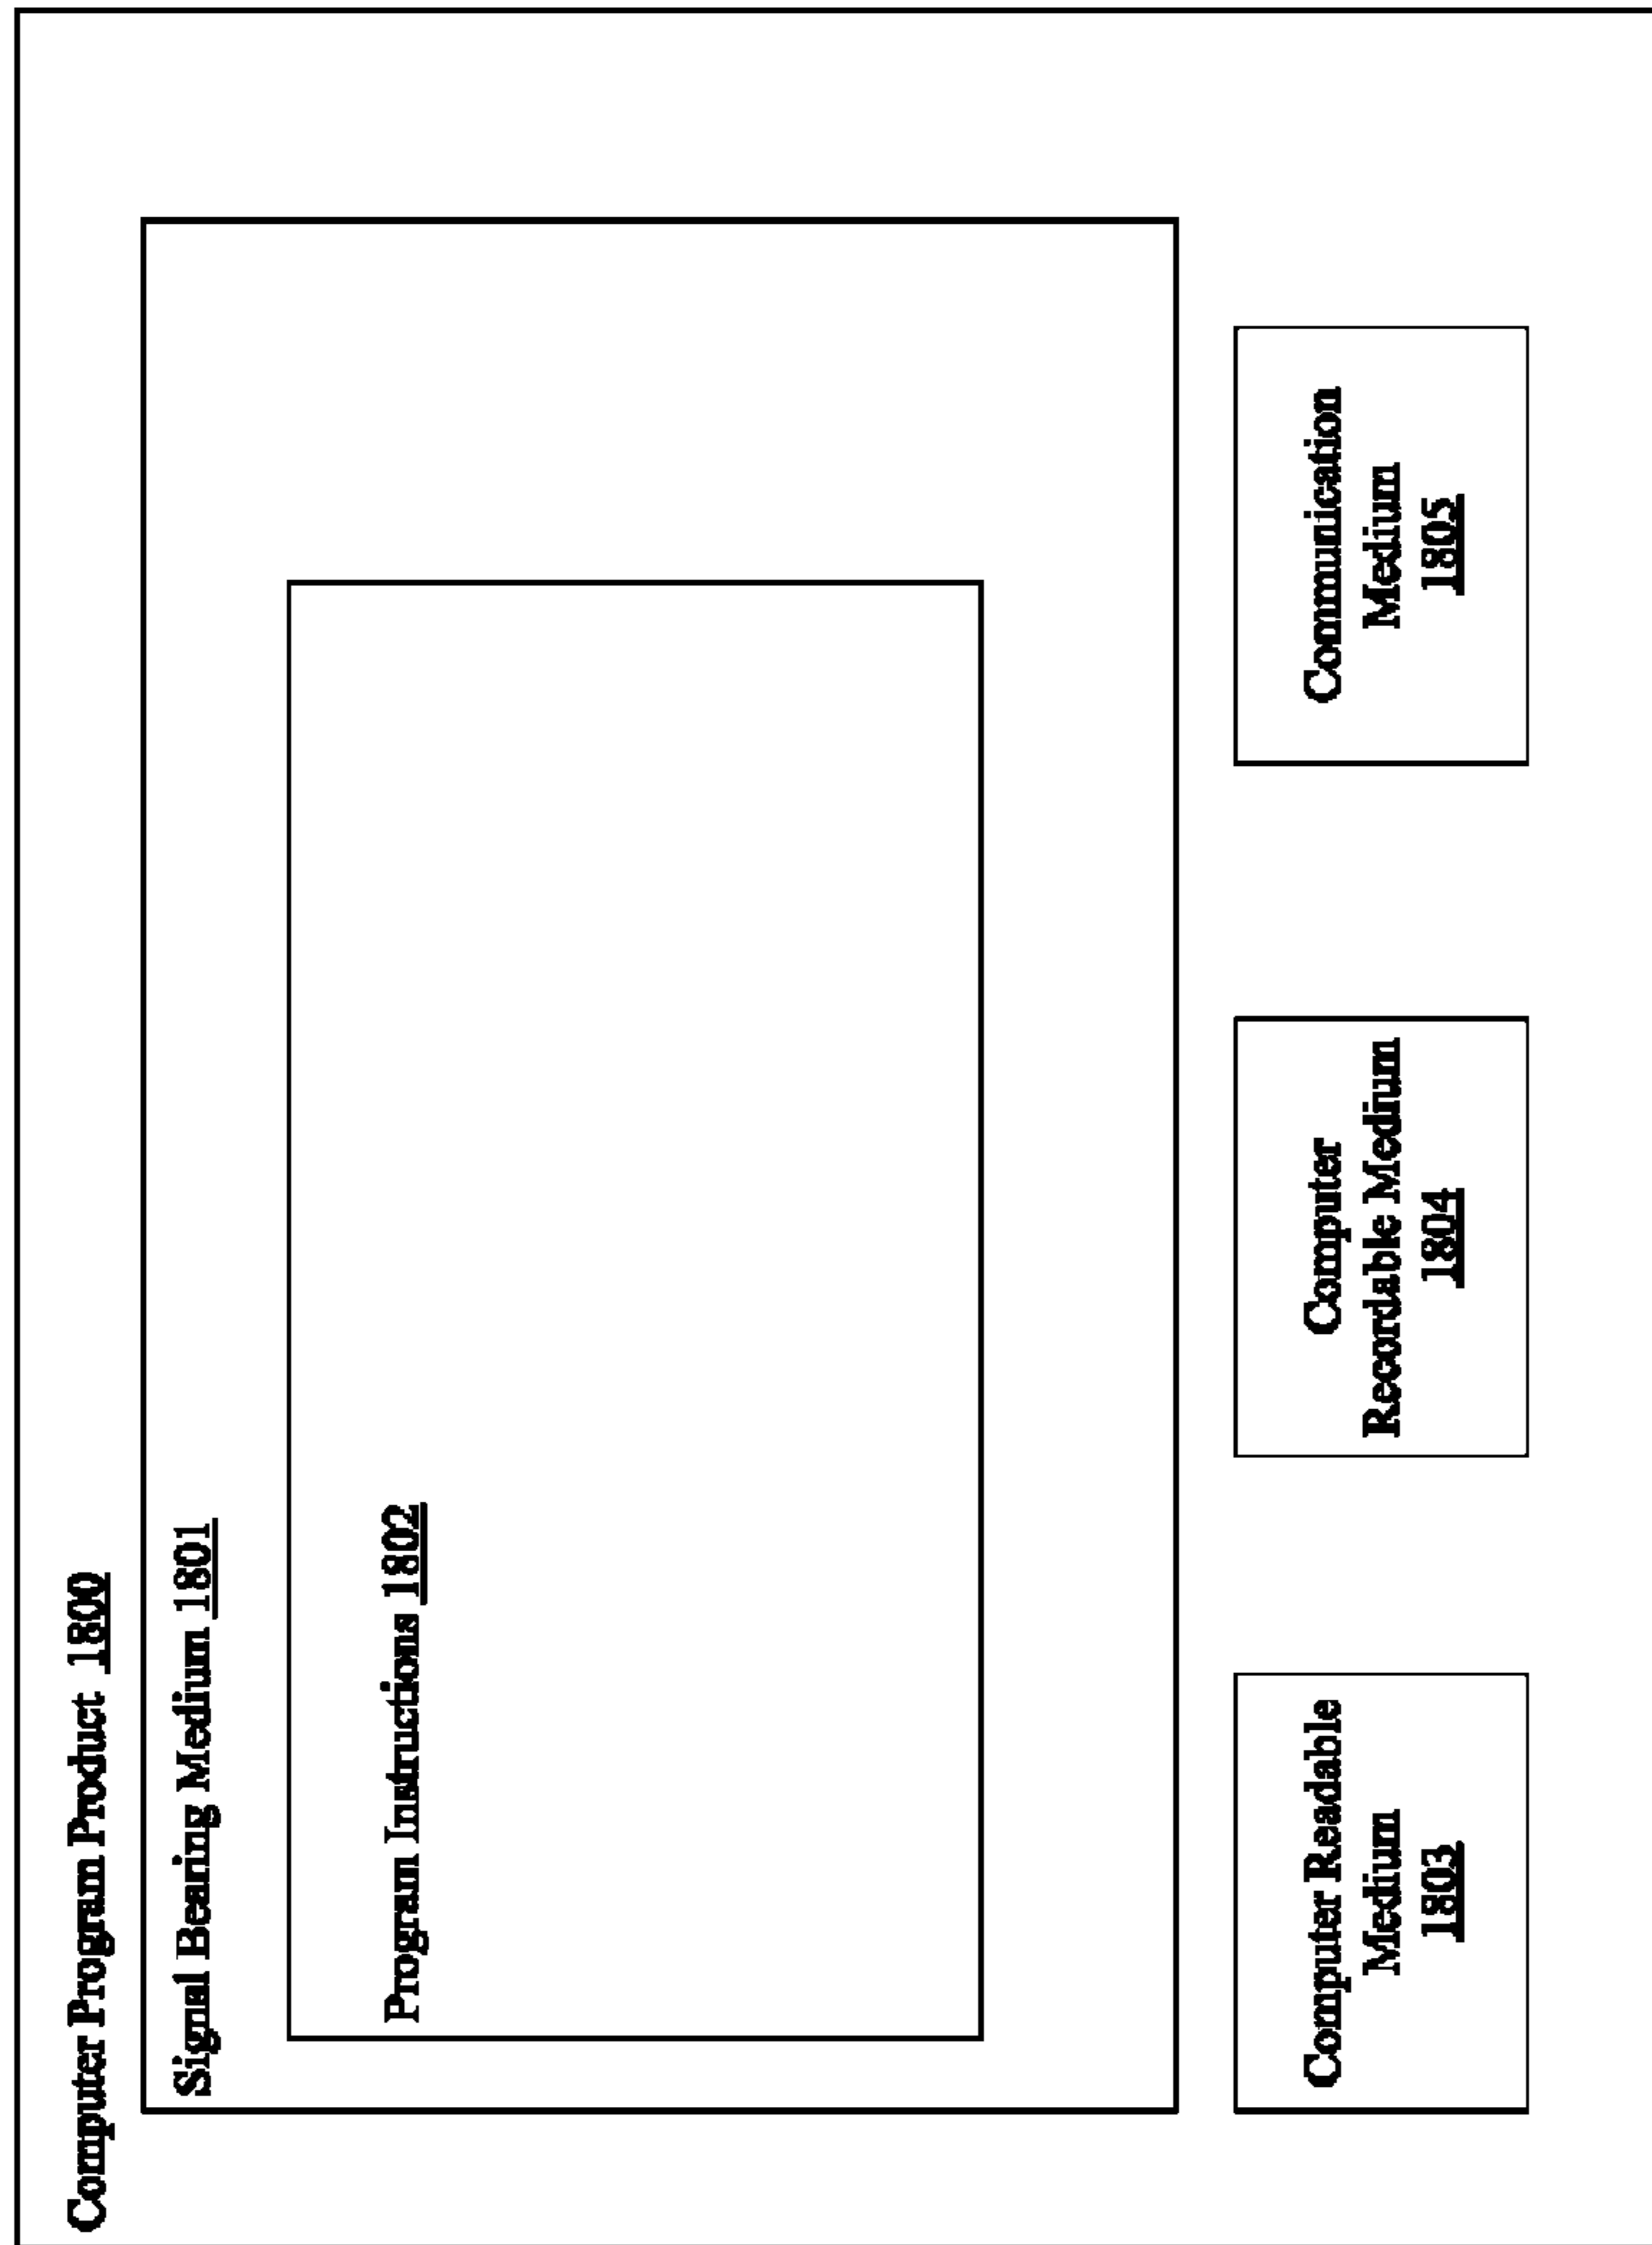 Computer Program Product 1800
Signal Bearing Medium 1801
Program Instructions 1802
Computer Readable
Medium
1803
Computer
Recordable Medium
1804
Communication
Medium
1805